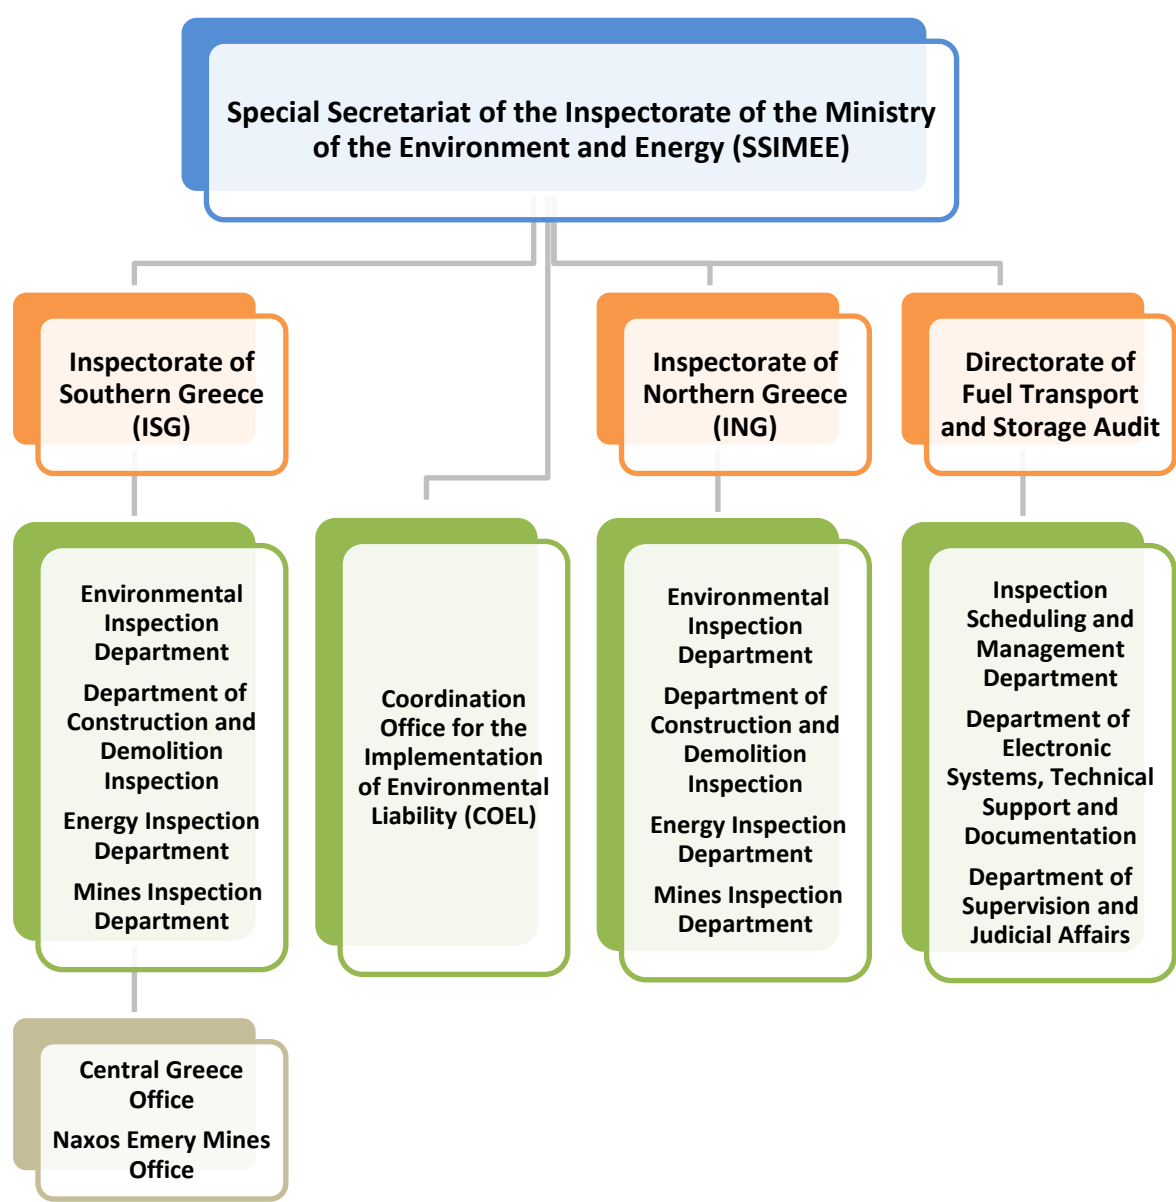 Special Secretariat of the Inspectorate of the Ministry
of the Environment and Energy (SSIMEE)
Inspectorate of
Southern Greece
(ISG)
Inspectorate of
Northern Greece
(ING)
Directorate of
Fuel Transport
and Storage Audit
Environmental
Inspection
Department
Department of
Construction and
Demolition
Inspection
Energy Inspection
Department
Mines Inspection
Department
Coordination
Office for the
Implementation
of Environmental
Liability (COEL)
Environmental
Inspection
Department
Department of
Construction and
Demolition
Inspection
Energy Inspection
Department
Mines Inspection
Department
Inspection
Scheduling and
Management
Department
Department of
Electronic
Systems, Technical
Support and
Documentation
Department of
Supervision and
Judicial Affairs
Central Greece
Office
Naxos Emery Mines
Office